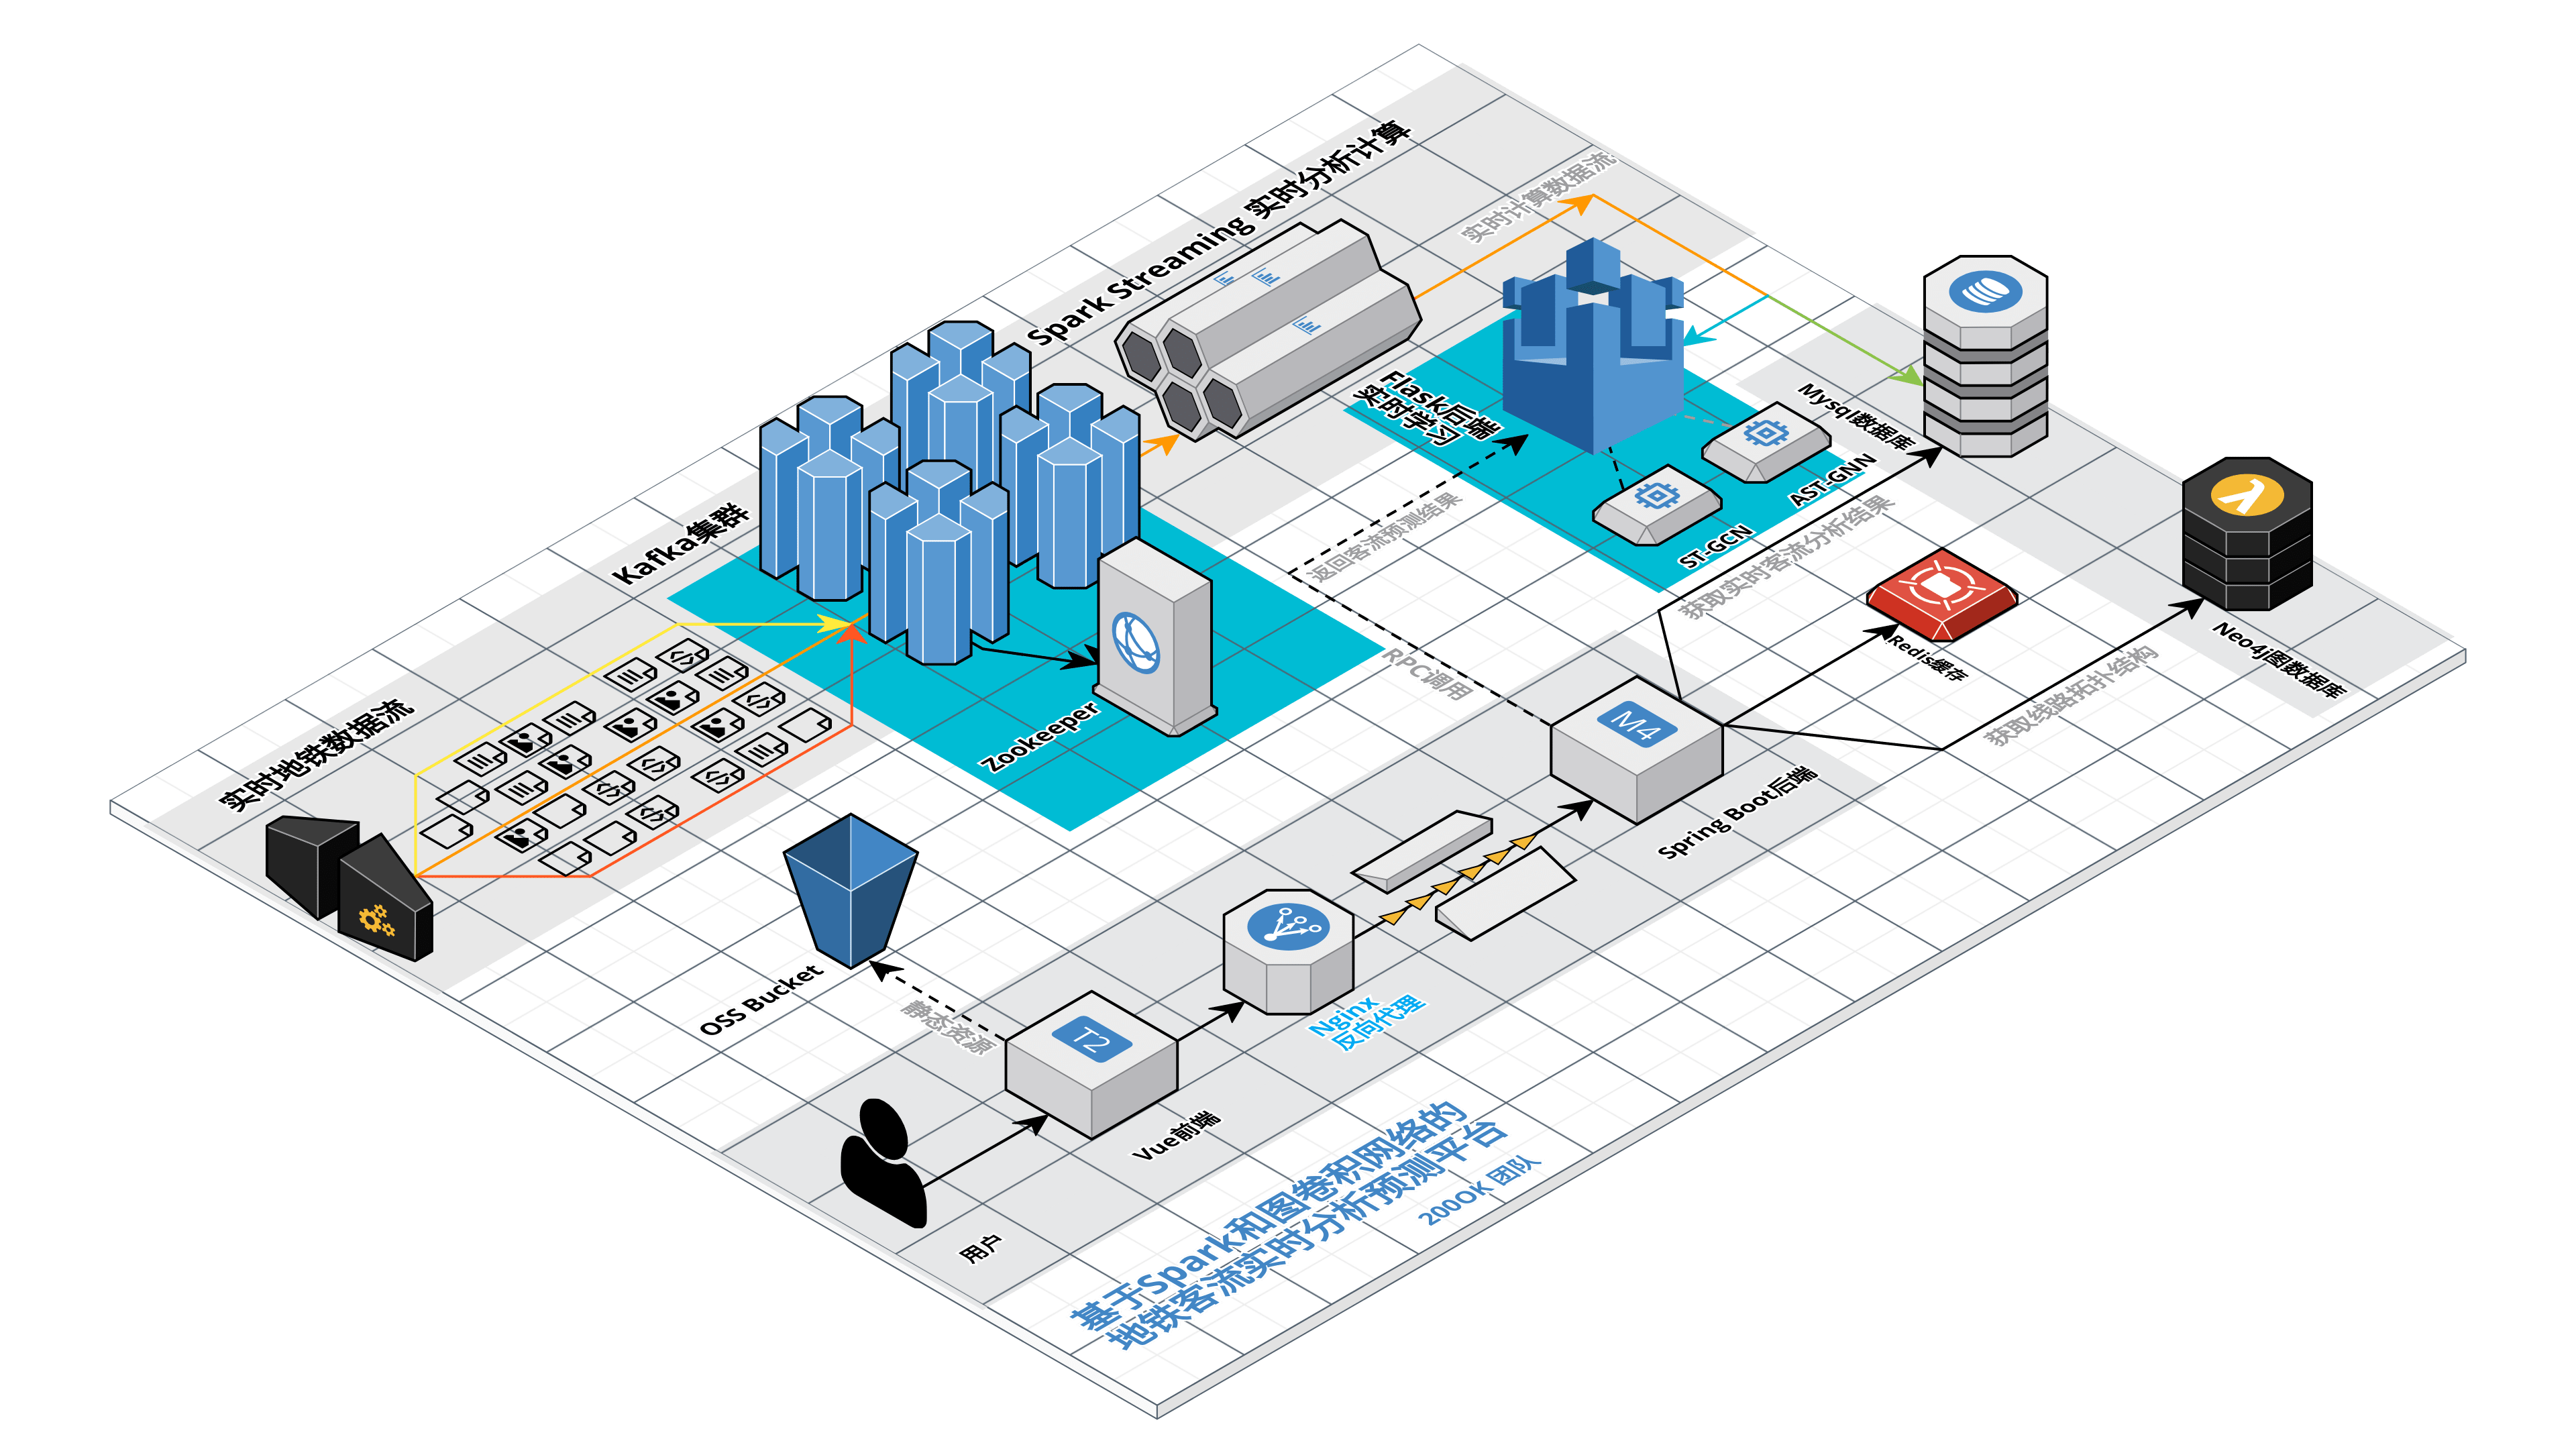 Spark Streaming 实时分析计算
实时计算数据流
Kafka集群
Flask后端
实时学习
Mysql数据库
AST-GNN
ST-GCN
返回客流预测结果
获取实时客流分析结果
RPC调用
Redis缓存
Neo4j图数据库
获取线路拓扑结构
实时地铁数据流
Zookeeper
M4
Spring Boot后端
OSS Bucket
静态资源
T2
Nginx
反向代理
Vue前端
用户
基于Spark和图卷积网络的
地铁客流实时分析预测平台
200OK 团队